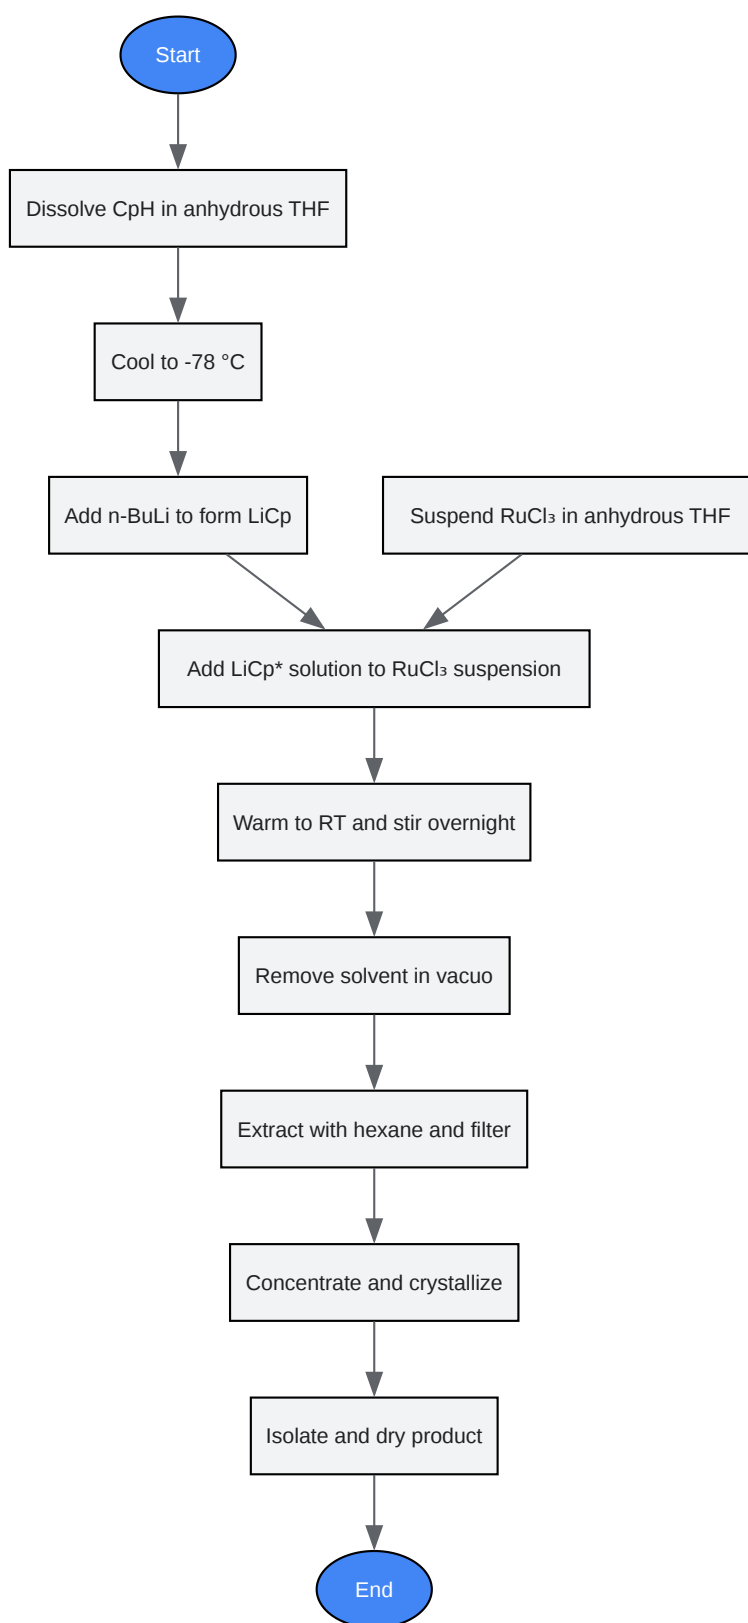 Start
Dissolve CpH in anhydrous THF
Cool to -78 °C
Add n-BuLi to form LiCp
Suspend RuCl₃ in anhydrous THF
Add LiCp* solution to RuCl₃ suspension
Warm to RT and stir overnight
Remove solvent in vacuo
Extract with hexane and filter
Concentrate and crystallize
Isolate and dry product
End